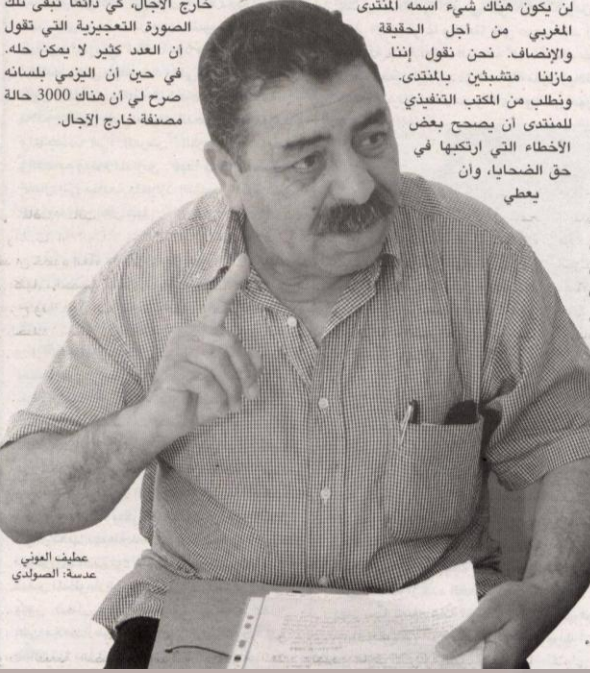 لن يكون هناك شيء اسمه المنتدى
المغربي من أجل الحقيقة
والإنصاف. نحن نقول إننا
مازلنا متشبثين بالمنتدى.
ونطلب من المكتب التنفيذي
للمنتدى أن يصحح بعض
الأخطاء التي ارتكبها في
حق الضحايا، وأن
يعطي
خارج الآجال، كي دائما تبقى تلك
الصورة التعجيزية التي تقول
أن العدد كثير لا يمكن حله.
في حين أن اليزمي بلسانه
صرح لي أن هناك 3000 حالة
مصنفة خارج الآجال.
عطيف العوني
عدسة: الصولدي